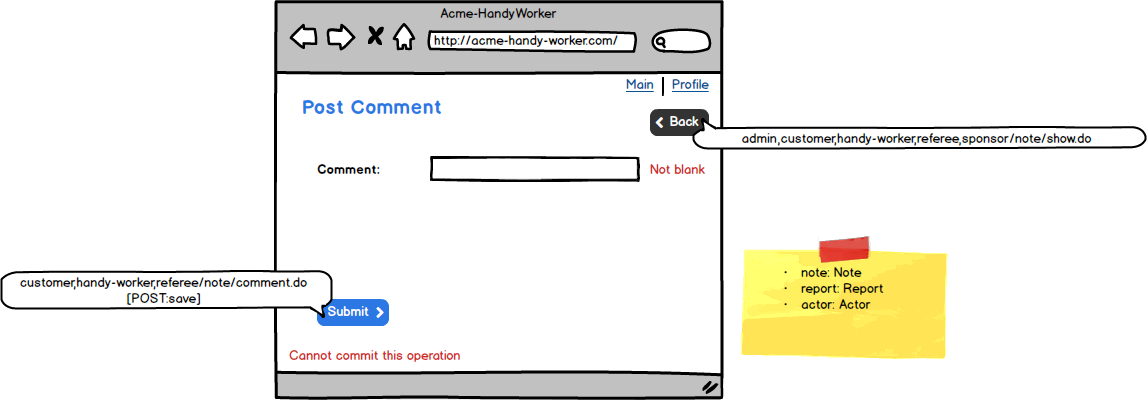 Acme-HandyWorker
http://acme-handy-worker.com/
Main | Profile
Post Comment
Back
admin,customer,handy-worker,referee,sponsor/note/show.do
Comment:
Not blank
customer,handy-worker,referee/note/comment.do
[POST:save]
Submit
Cannot commit this operation
• note: Note
• report: Report
• actor: Actor